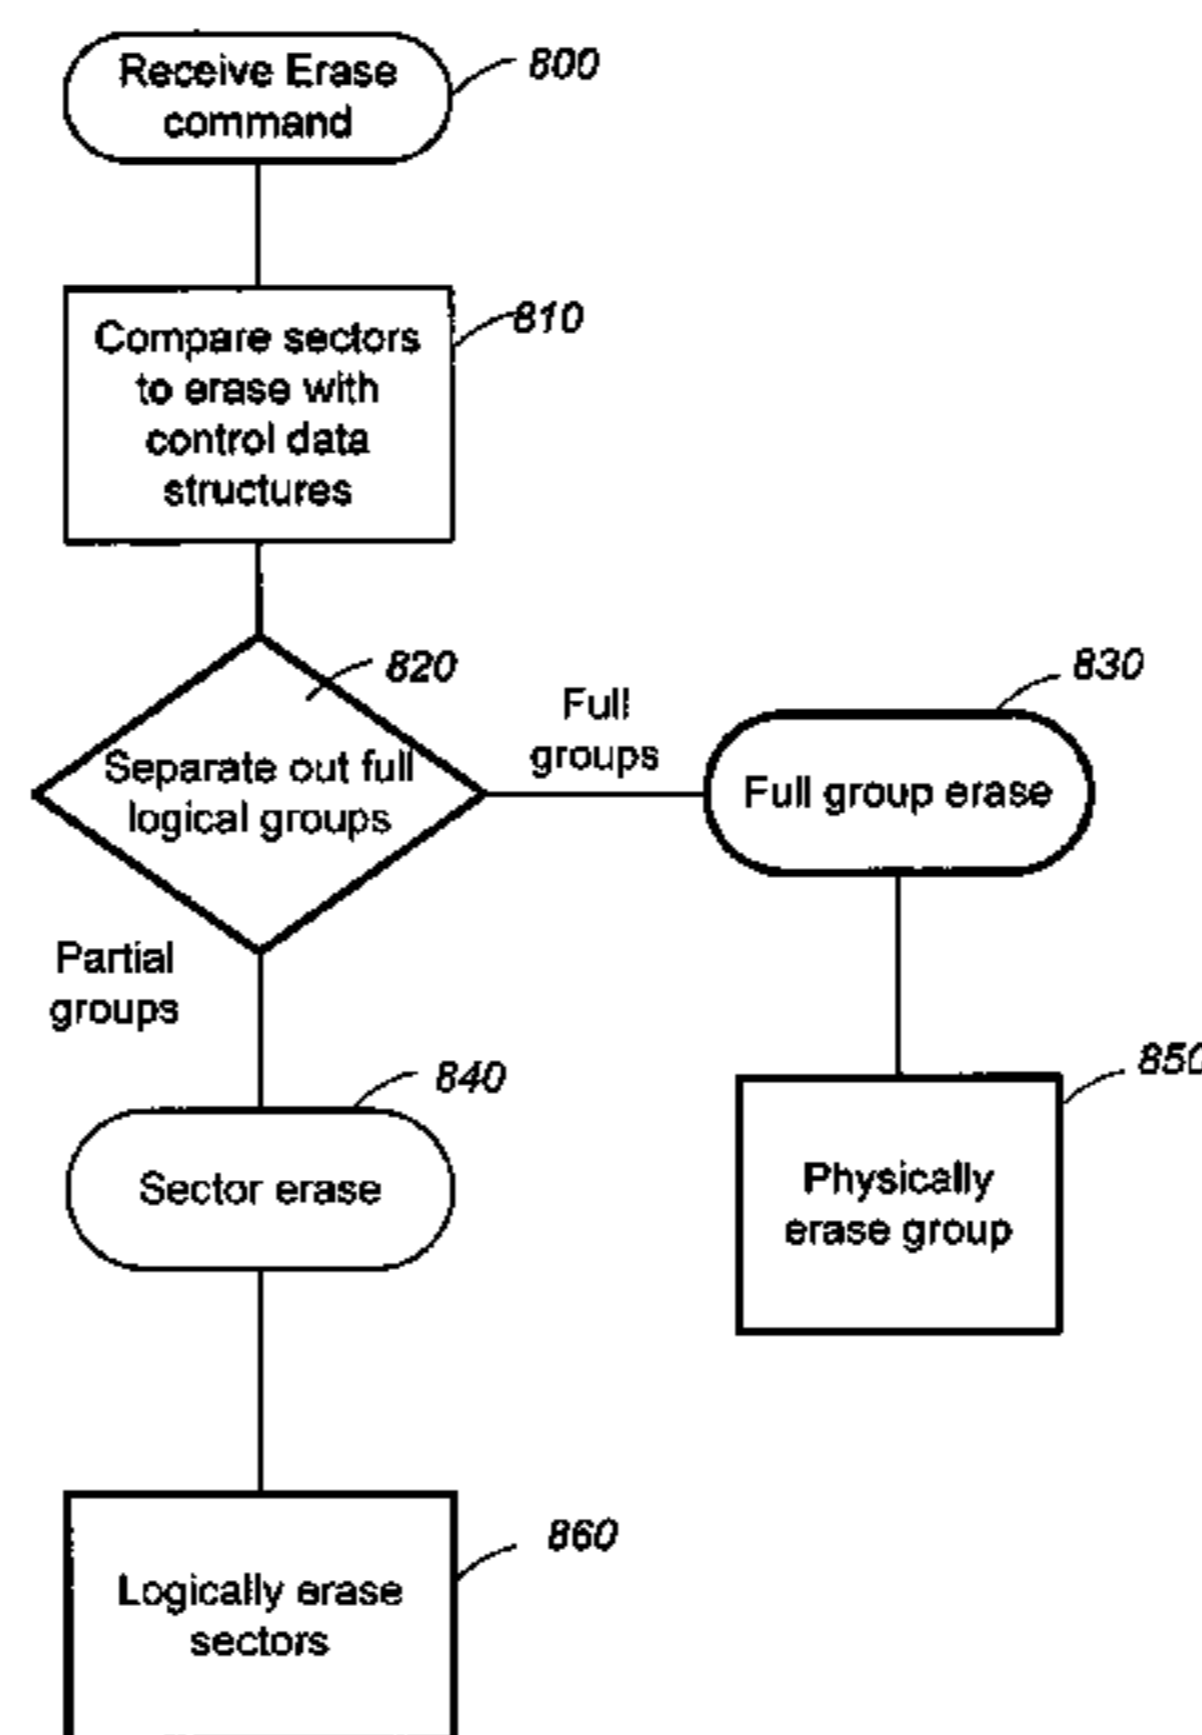 Receive Erase
command
800
Compare sectors
to erase with
control data
structures
810
820
Separate out full
logical groups
Full
groups
830
Full group erase
Partial
groups
840
Sector erase
850
Physically
erase group
860
Logically erase
sectors